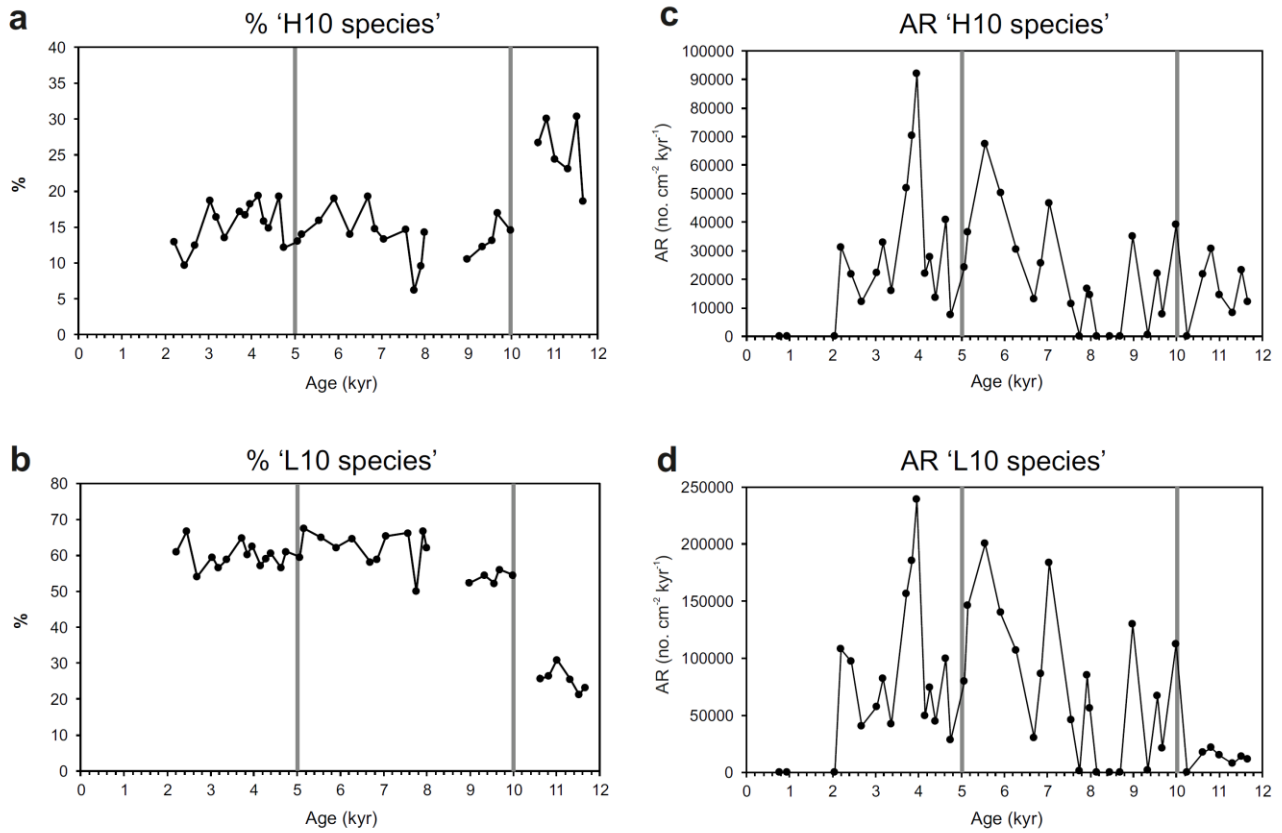 a
% 'H10 species'
40
35
30
25
20
15
10
5
0
%
0 1 2 3 4 5 6 7 8 9 10 11 12
Age (kyr)
b
% 'L10 species'
80
70
60
50
40
30
20
10
0
%
0 1 2 3 4 5 6 7 8 9 10 11 12
Age (kyr)
c
AR 'H10 species'
100000
90000
80000
70000
60000
50000
40000
30000
20000
10000
0
AR (no. cm⁻² kyr⁻¹)
0 1 2 3 4 5 6 7 8 9 10 11 12
Age (kyr)
d
AR 'L10 species'
250000
200000
150000
100000
50000
0
AR (no. cm⁻² kyr⁻¹)
0 1 2 3 4 5 6 7 8 9 10 11 12
Age (kyr)